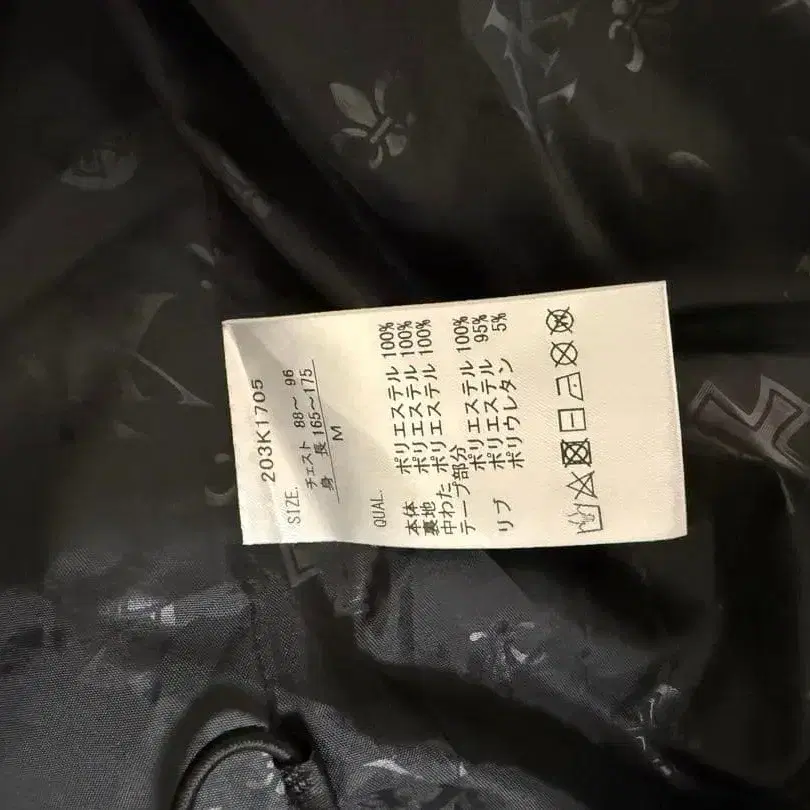 203K1705
SIZE.
チェスト 88～ 96
身 長 165～175
M
QUAL.
本体 ポリエステル 100%
裏地 ポリエステル 100%
中わた ポリエステル 100%
テープ部分
ポリエステル 100%
リブ ポリエステル 95%
ポリウレタン 5%